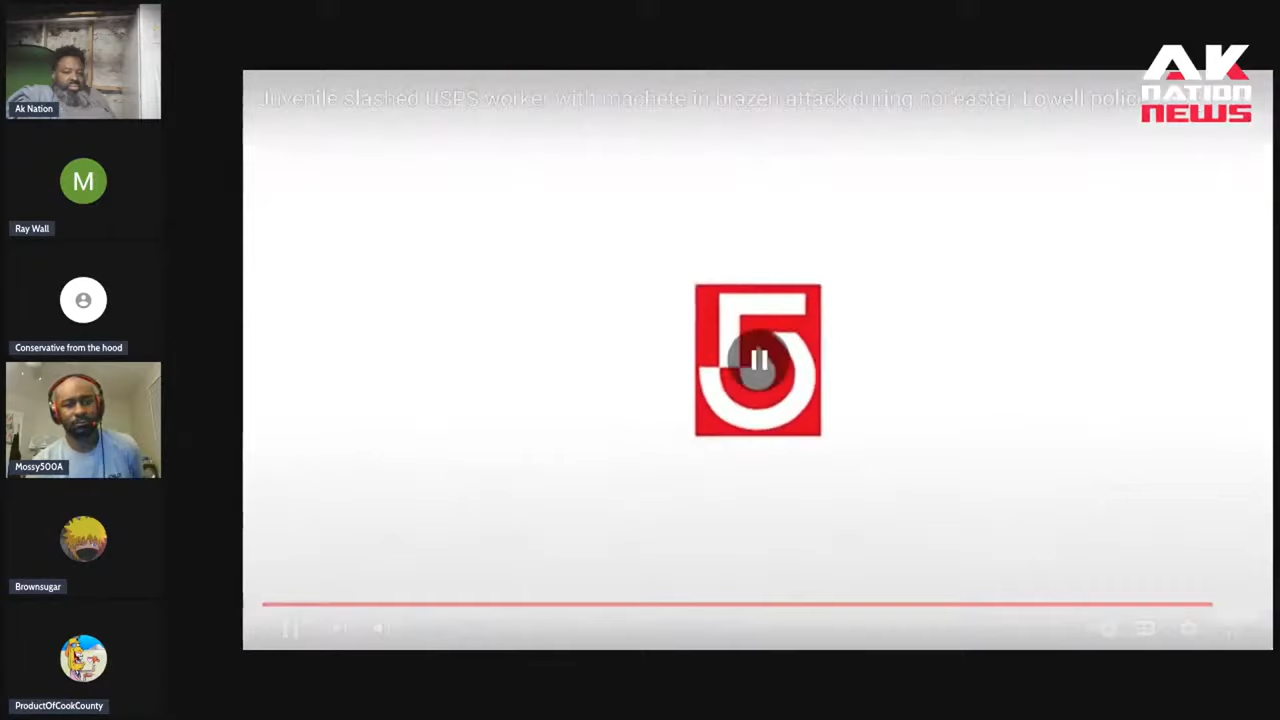 Ak Nation
M
Ray Wall
Conservative from the hood
Mossy500A
Brownsugar
ProductOfCookCounty
Juvenile slashed USPS worker with machete in brazen attack during nor'easter, Lowell
AK
NATION
NEWS
5